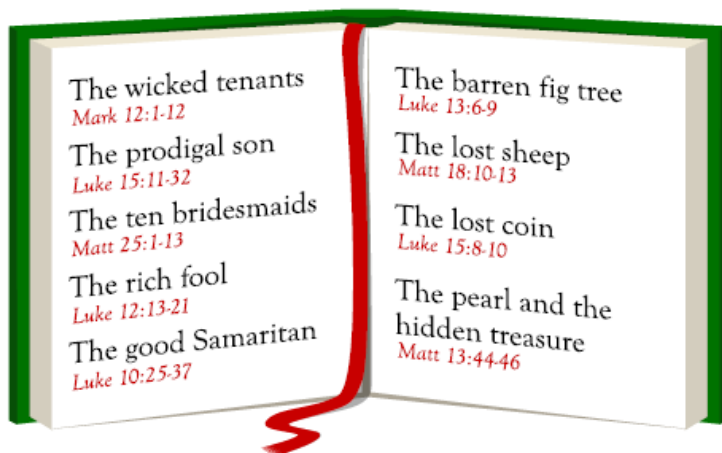 The wicked tenants
Mark 12:1-12
The prodigal son
Luke 15:11-32
The ten bridesmaids
Matt 25:1-13
The rich fool
Luke 12:13-21
The good Samaritan
Luke 10:25-37
The barren fig tree
Luke 13:6-9
The lost sheep
Matt 18:10-13
The lost coin
Luke 15:8-10
The pearl and the
hidden treasure
Matt 13:44-46